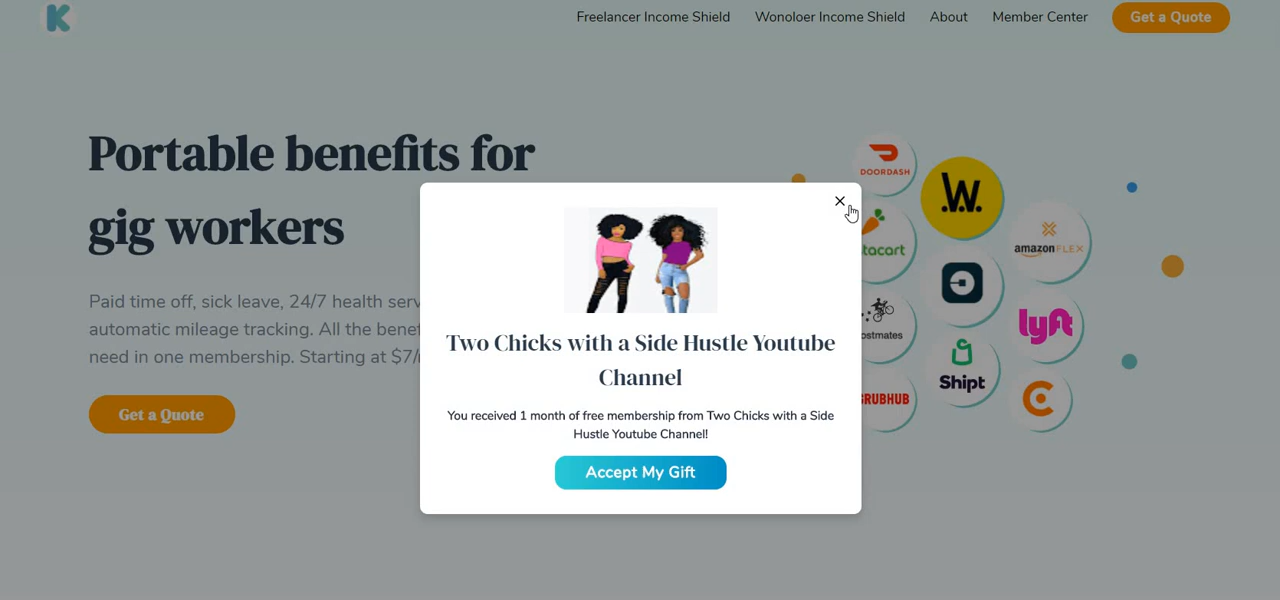 K
Freelancer Income Shield
Wonoloer Income Shield
About
Member Center
Get a Quote
Portable benefits for
gig workers
Paid time off, sick leave, 24/7 health serv
automatic mileage tracking. All the benef
need in one membership. Starting at $7/
Get a Quote
DOORDASH
W.
tacart
amazon FLEX
ostmates
lyft
Shipt
RUBHUB
C
×
Two Chicks with a Side Hustle Youtube
Channel
You received 1 month of free membership from Two Chicks with a Side
Hustle Youtube Channel!
Accept My Gift